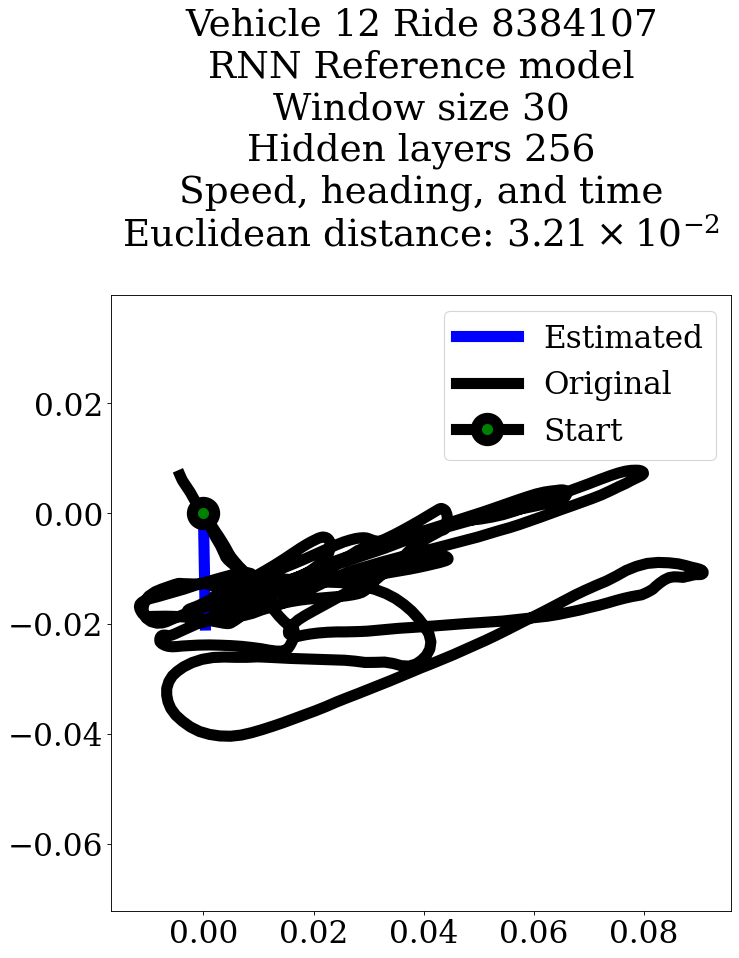 Vehicle 12 Ride 8384107
RNN Reference model
Window size 30
Hidden layers 256
Speed, heading, and time
Euclidean distance: 3.21 × 10⁻²
Estimated
Original
Start
0.02
0.00
−0.02
−0.04
−0.06
0.00 0.02 0.04 0.06 0.08